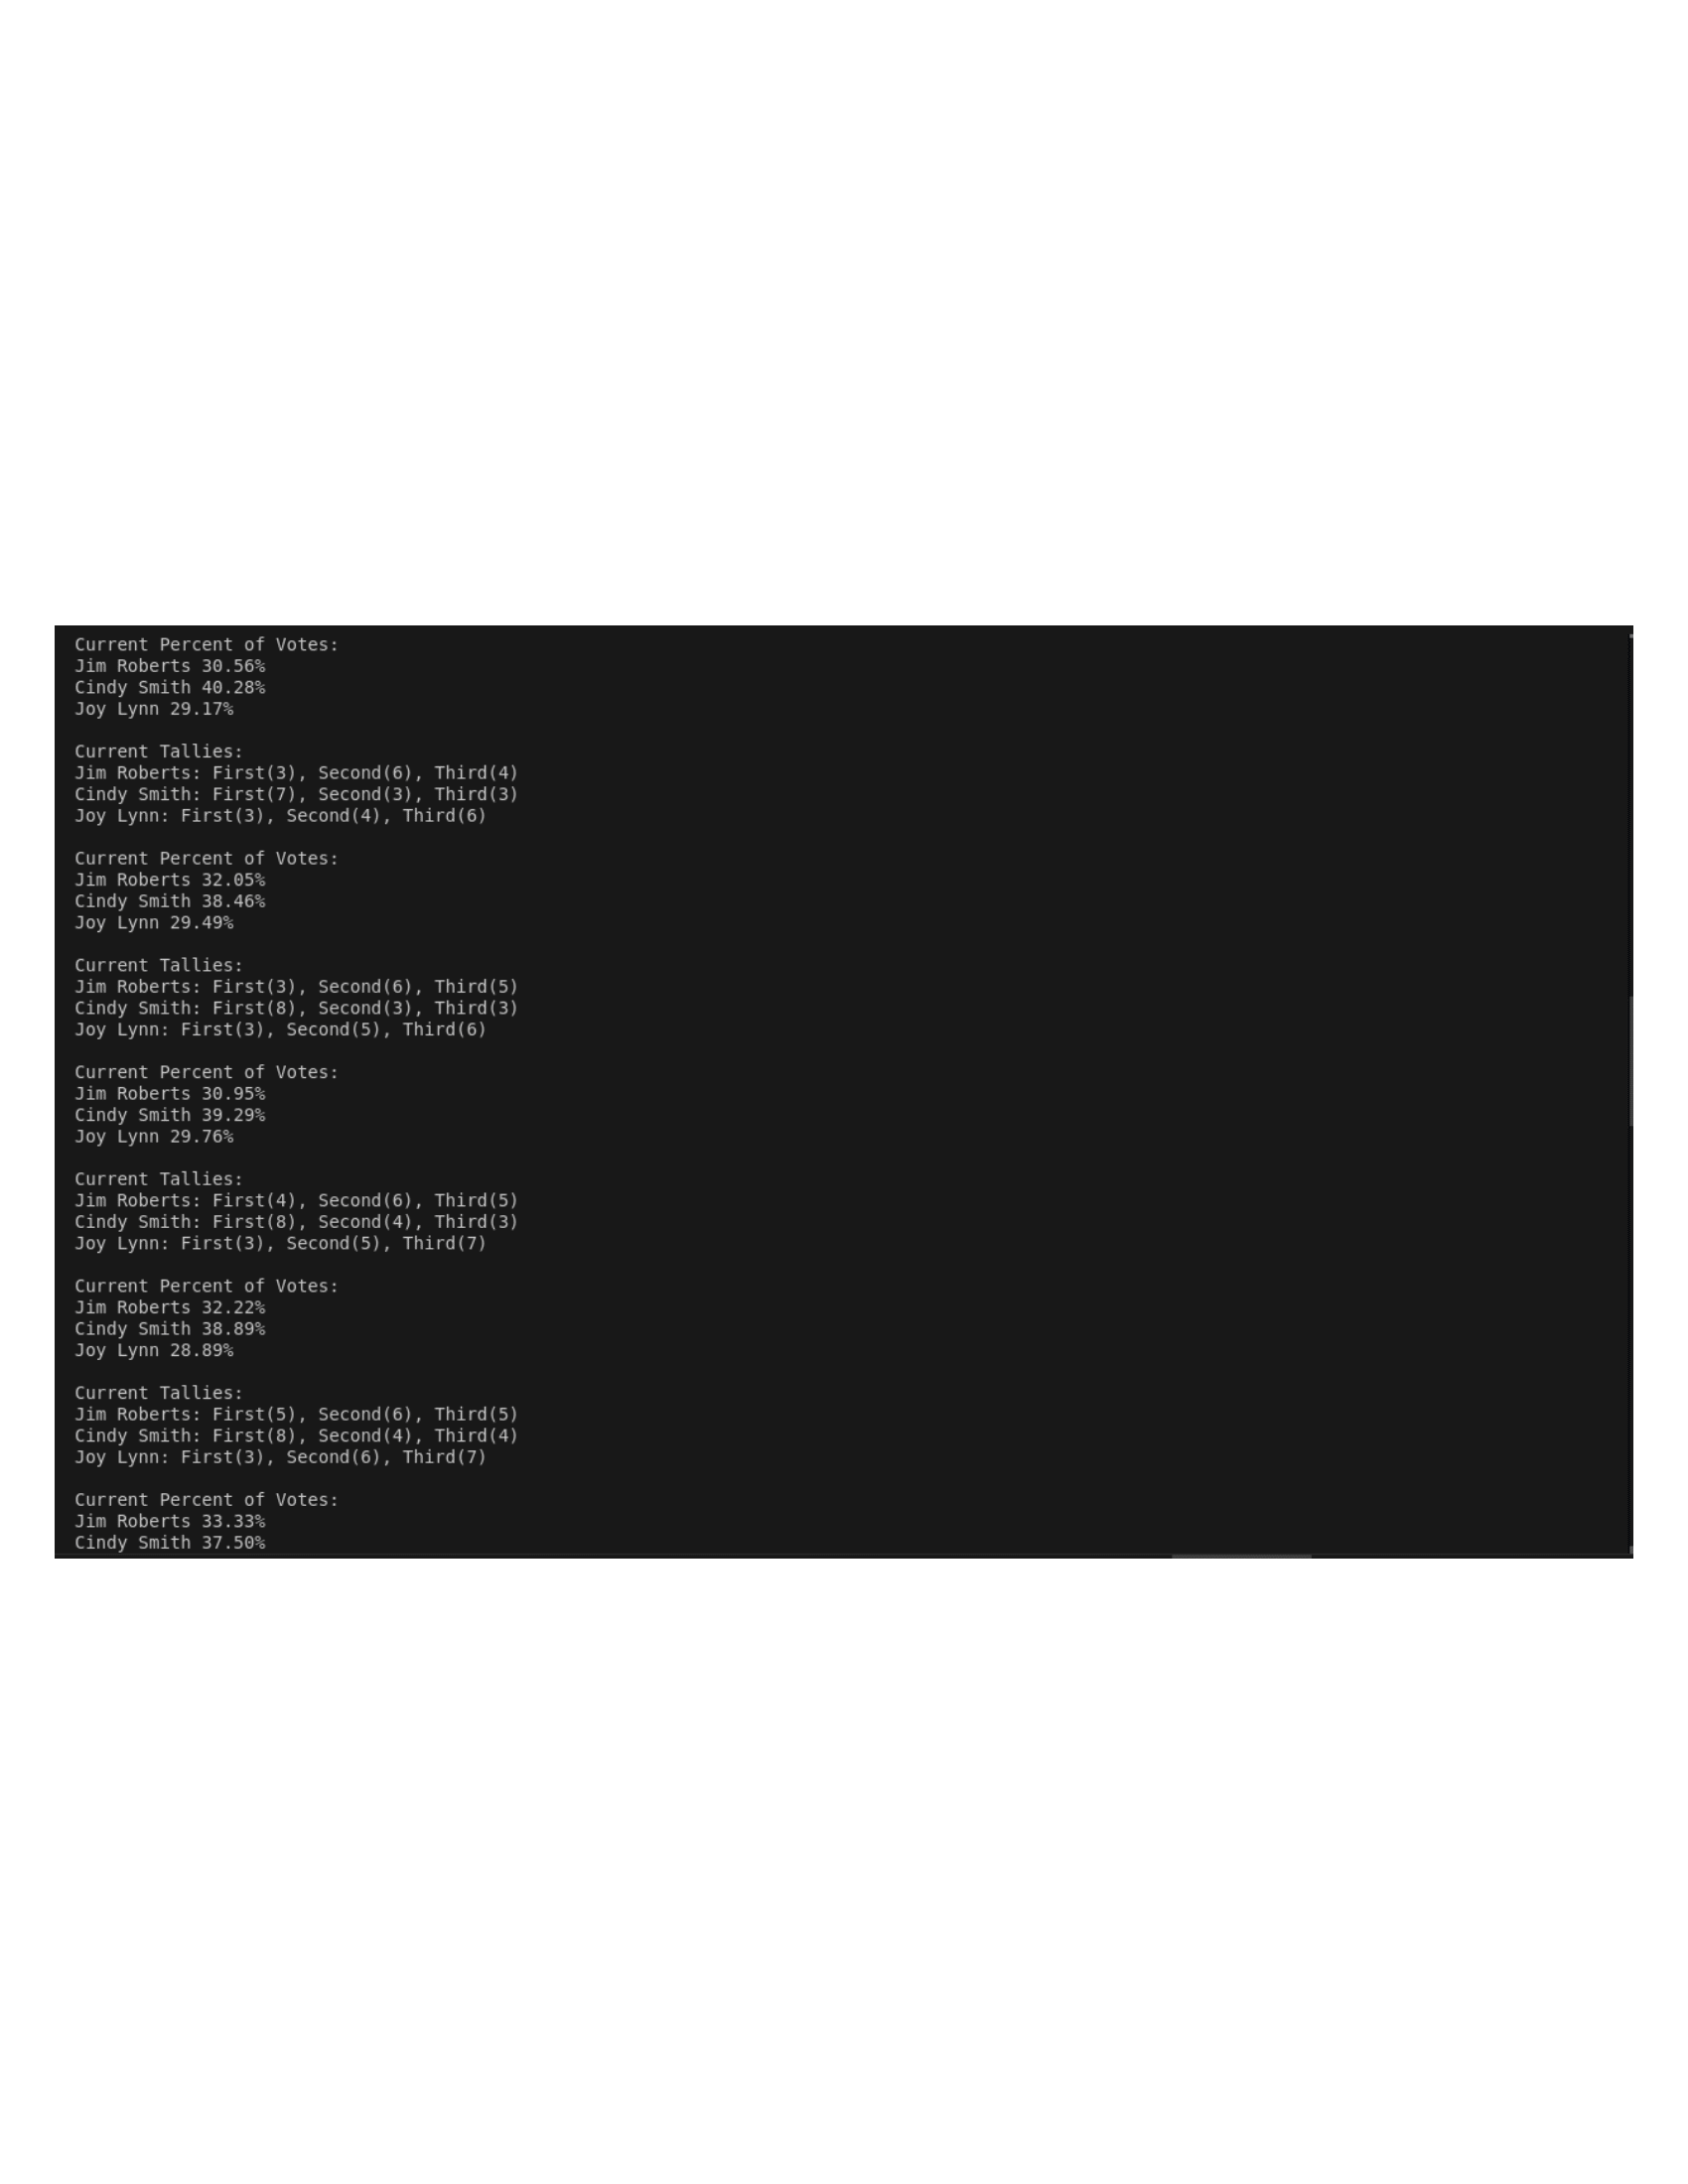 Current Percent of Votes:
Jim Roberts 30.56%
Cindy Smith 40.28%
Joy Lynn 29.17%

Current Tallies:
Jim Roberts: First(3), Second(6), Third(4)
Cindy Smith: First(7), Second(3), Third(3)
Joy Lynn: First(3), Second(4), Third(6)

Current Percent of Votes:
Jim Roberts 32.05%
Cindy Smith 38.46%
Joy Lynn 29.49%

Current Tallies:
Jim Roberts: First(3), Second(6), Third(5)
Cindy Smith: First(8), Second(3), Third(3)
Joy Lynn: First(3), Second(5), Third(6)

Current Percent of Votes:
Jim Roberts 30.95%
Cindy Smith 39.29%
Joy Lynn 29.76%

Current Tallies:
Jim Roberts: First(4), Second(6), Third(5)
Cindy Smith: First(8), Second(4), Third(3)
Joy Lynn: First(3), Second(5), Third(7)

Current Percent of Votes:
Jim Roberts 32.22%
Cindy Smith 38.89%
Joy Lynn 28.89%

Current Tallies:
Jim Roberts: First(5), Second(6), Third(5)
Cindy Smith: First(8), Second(4), Third(4)
Joy Lynn: First(3), Second(6), Third(7)

Current Percent of Votes:
Jim Roberts 33.33%
Cindy Smith 37.50%